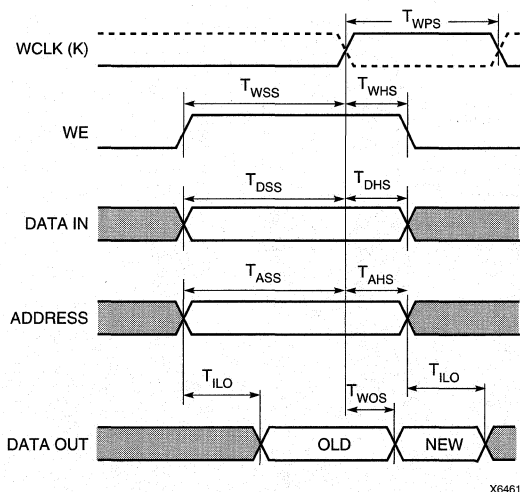 T_WPS
WCLK (K)
T_WSS T_WHS
WE
T_DSS T_DHS
DATA IN
T_ASS T_AHS
ADDRESS
T_ILO T_WOS T_ILO
DATA OUT OLD NEW
X6461